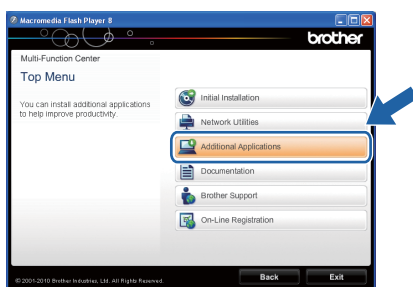 Macromedia Flash Player 8
brother
Multi-Function Center
Top Menu
You can install additional applications
to help improve productivity.
Initial Installation
Network Utilities
Additional Applications
Documentation
Brother Support
On-Line Registration
© 2001-2010 Brother Industries, Ltd. All Rights Reserved.
Back
Exit